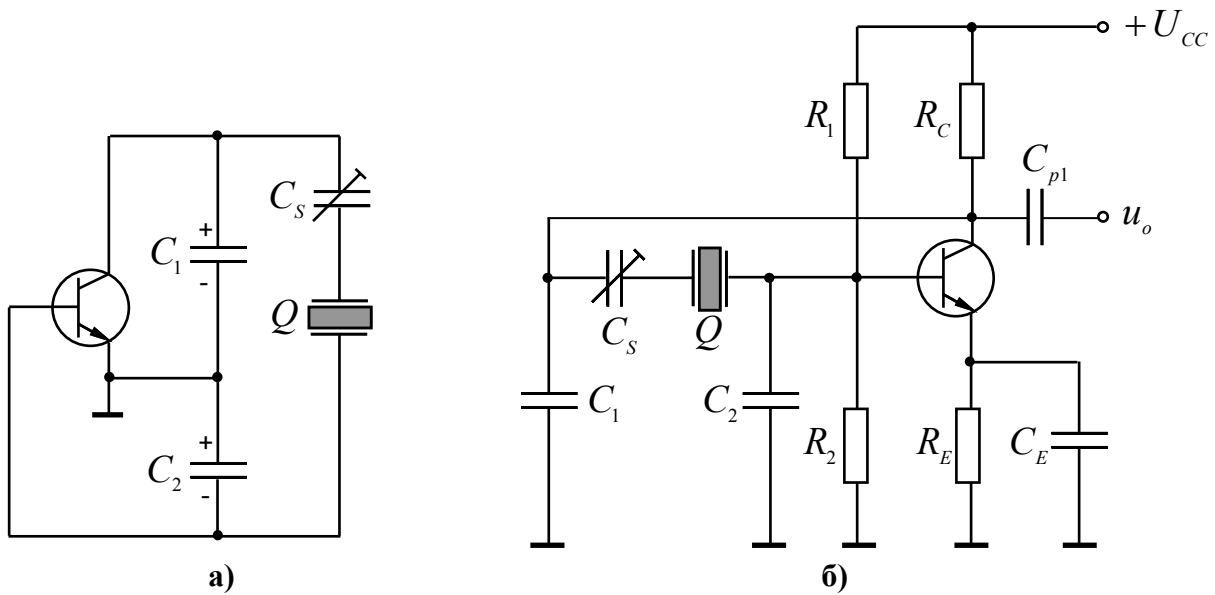 + U_CC
R_1
R_C
C_p1
C_S
+
C_1
-
u_o
Q
C_S
Q
+
C_2
-
C_1
C_2
R_2
R_E
C_E
а)
б)